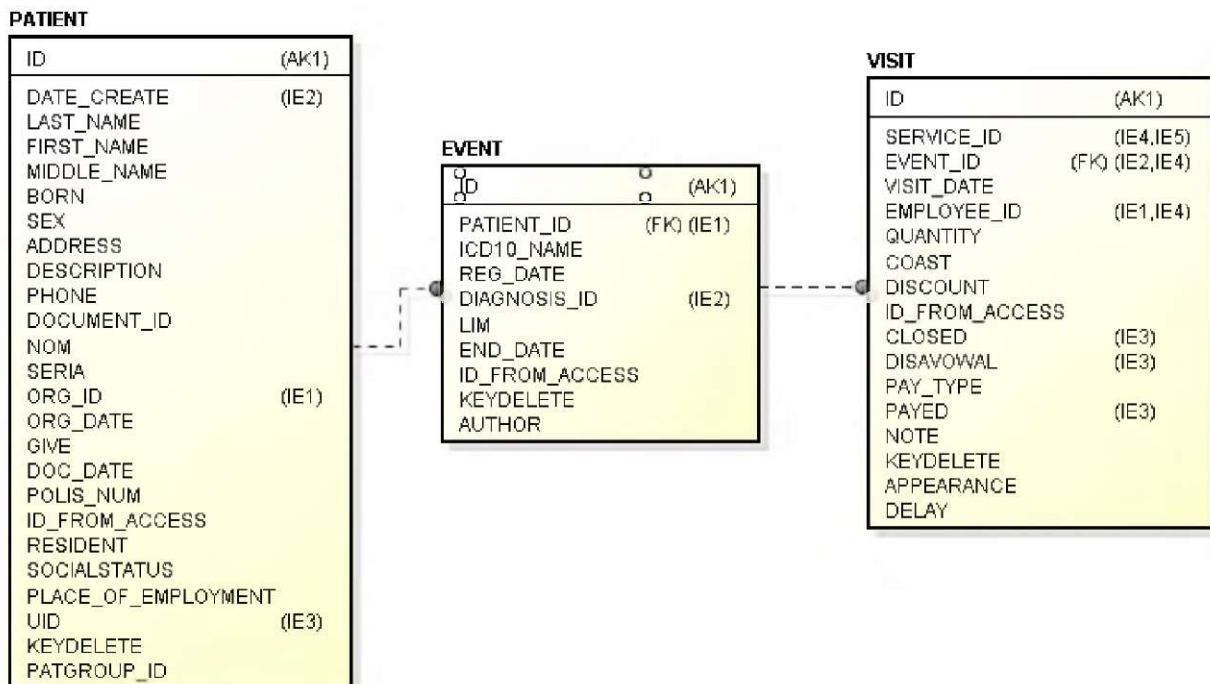 PATIENT
ID (AK1)
DATE_CREATE (IE2)
LAST_NAME
FIRST_NAME
MIDDLE_NAME
BORN
SEX
ADDRESS
DESCRIPTION
PHONE
DOCUMENT_ID
NOM
SERIA
ORG_ID (IE1)
ORG_DATE
GIVE
DOC_DATE
POLIS_NUM
ID_FROM_ACCESS
RESIDENT
SOCIALSTATUS
PLACE_OF_EMPLOYMENT
UID (IE3)
KEYDELETE
PATGROUP_ID
EVENT
ID (AK1)
PATIENT_ID (FK) (IE1)
ICD10_NAME
REG_DATE
DIAGNOSIS_ID (IE2)
LIM
END_DATE
ID_FROM_ACCESS
KEYDELETE
AUTHOR
VISIT
ID (AK1)
SERVICE_ID (IE4,IE5)
EVENT_ID (FK) (IE2,IE4)
VISIT_DATE
EMPLOYEE_ID (IE1,IE4)
QUANTITY
COAST
DISCOUNT
ID_FROM_ACCESS
CLOSED (IE3)
DISAVOWAL (IE3)
PAY_TYPE
PAYED (IE3)
NOTE
KEYDELETE
APPEARANCE
DELAY